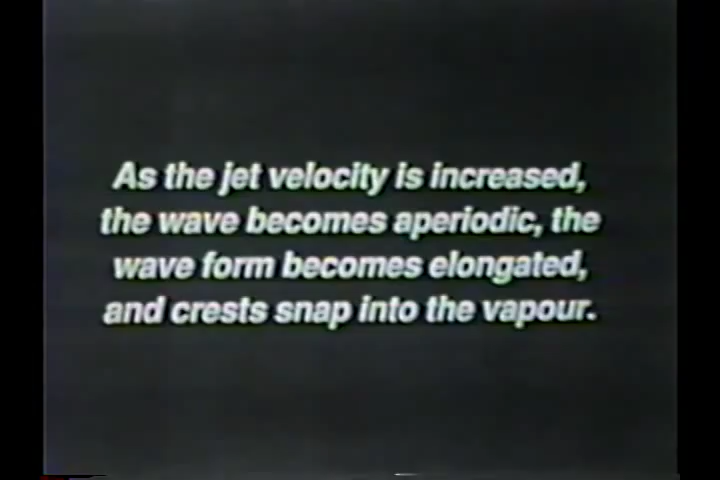 As the jet velocity is increased,
the wave becomes aperiodic, the
wave form becomes elongated,
and crests snap into the vapour.